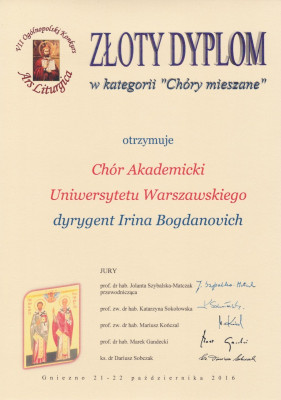 VII Ogólnopolski Konkurs
Ars Liturgica
ZŁOTY DYPLOM
w kategorii "Chóry mieszane"
otrzymuje
Chór Akademicki
Uniwersytetu Warszawskiego
dyrygent Irina Bogdanovich
JURY
prof. dr hab. Jolanta Szybalska-Matczak
przewodnicząca
prof. zw. dr hab. Katarzyna Sokołowska
prof. zw. dr hab. Mariusz Kończal
prof. dr hab. Marek Gandecki
ks. dr Dariusz Sobczak
Gniezno 21-22 października 2016